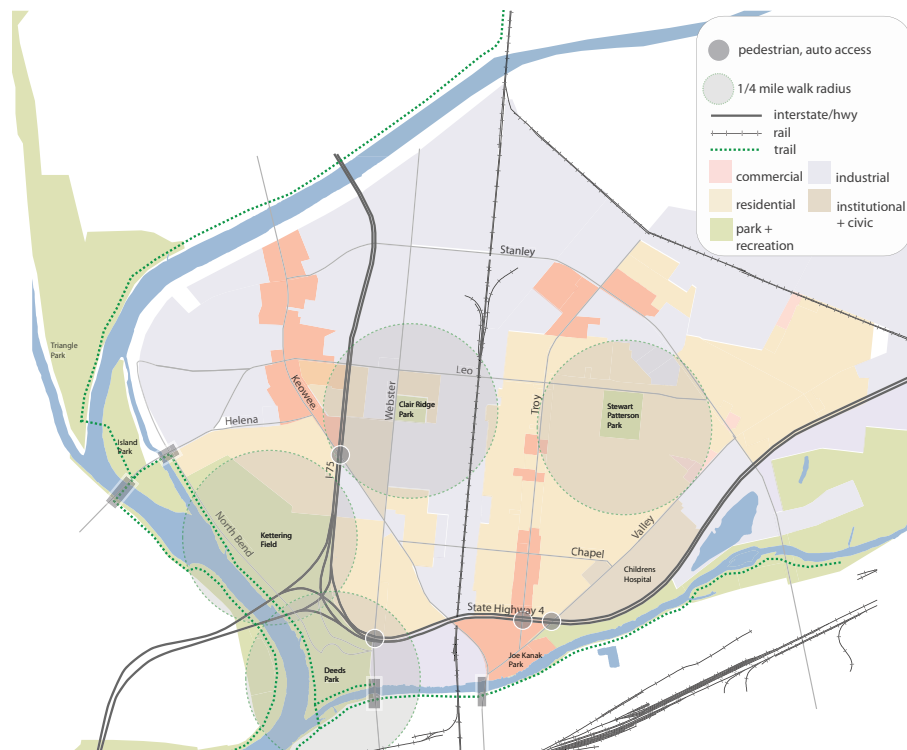 pedestrian, auto access
1/4 mile walk radius
interstate/hwy
rail
trail
commercial
industrial
residential
institutional
+ civic
park +
recreation
Stanley
Triangle
Park
Leo
Keowee
Webster
Clair Ridge
Park
Troy
Stewart
Patterson
Park
Helena
Island
Park
I-75
North Bend
Kettering
Field
Valley
Chapel
Childrens
Hospital
State Highway 4
Joe Kanak
Park
Deeds
Park